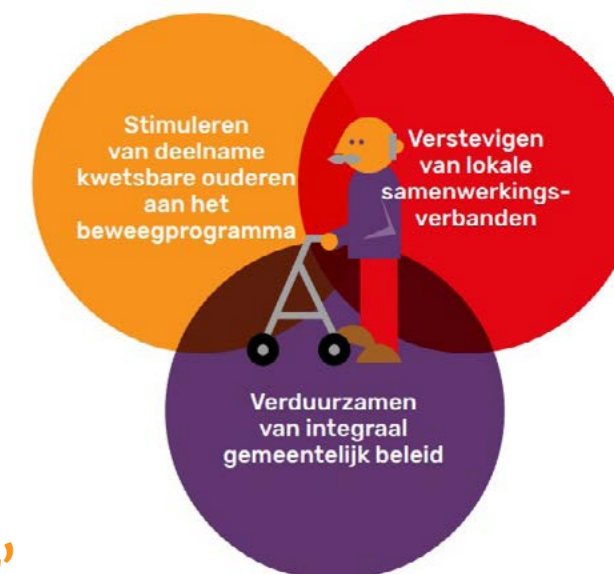 Stimuleren
van deelname
kwetsbare ouderen
aan het
beweegprogramma
Verstevigen
van lokale
samenwerkings-
verbanden
Verduurzamen
van integraal
gemeentelijk beleid